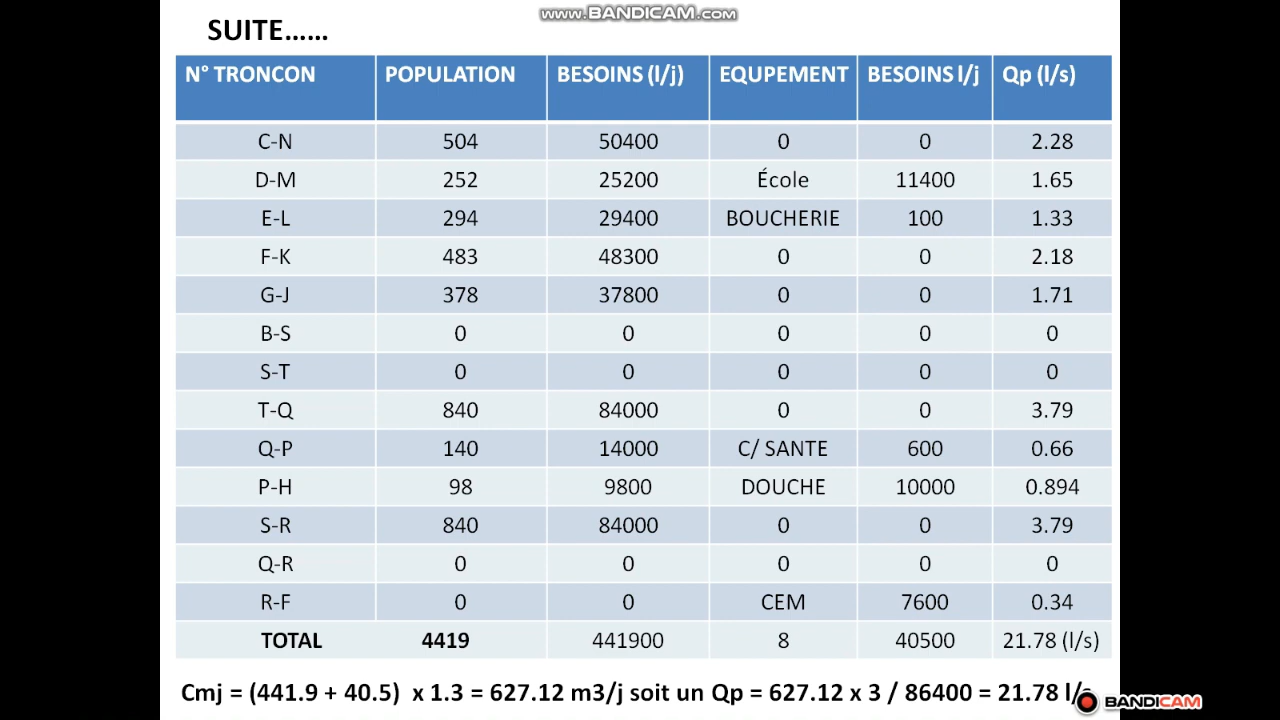 www.BANDICAM.com
SUITE......
N° TRONCON POPULATION BESOINS (l/j) EQUPEMENT BESOINS l/j Qp (l/s)
C-N 504 50400 0 0 2.28
D-M 252 25200 École 11400 1.65
E-L 294 29400 BOUCHERIE 100 1.33
F-K 483 48300 0 0 2.18
G-J 378 37800 0 0 1.71
B-S 0 0 0 0 0
S-T 0 0 0 0 0
T-Q 840 84000 0 0 3.79
Q-P 140 14000 C/ SANTE 600 0.66
P-H 98 9800 DOUCHE 10000 0.894
S-R 840 84000 0 0 3.79
Q-R 0 0 0 0 0
R-F 0 0 CEM 7600 0.34
TOTAL 4419 441900 8 40500 21.78 (l/s)
Cmj = (441.9 + 40.5) x 1.3 = 627.12 m3/j soit un Qp = 627.12 x 3 / 86400 = 21.78 l/s
BANDICAM